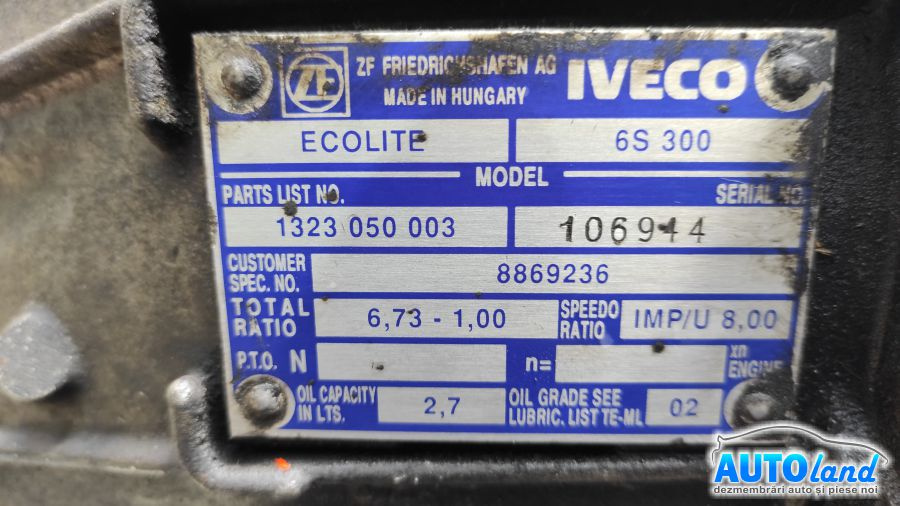 ZF ZF FRIEDRICHSHAFEN AG IVECO
MADE IN HUNGARY
ECOLITE 6S 300
MODEL
PARTS LIST NO. SERIAL NO
1323 050 003 106944
CUSTOMER SPEC. NO. 8869236
TOTAL RATIO 6,73 - 1,00 SPEEDO RATIO IMP/U 8,00
P.T.O. N n= xn ENGINE
OIL CAPACITY IN LTS. 2,7 OIL GRADE SEE LUBRIC. LIST TE-ML 02
AUTOland
dezmembrări auto și piese noi